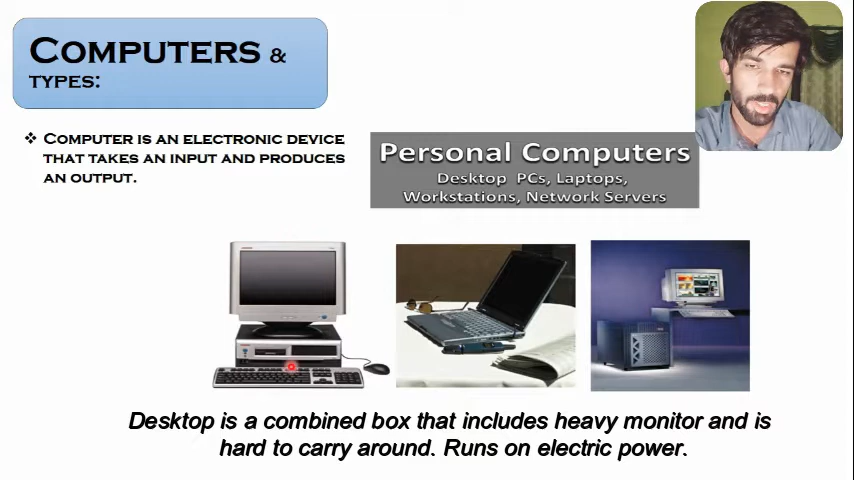 COMPUTERS &
TYPES:
❖ COMPUTER IS AN ELECTRONIC DEVICE
THAT TAKES AN INPUT AND PRODUCES
AN OUTPUT.
Personal Computers
Desktop PCs, Laptops,
Workstations, Network Servers
Desktop is a combined box that includes heavy monitor and is
hard to carry around. Runs on electric power.